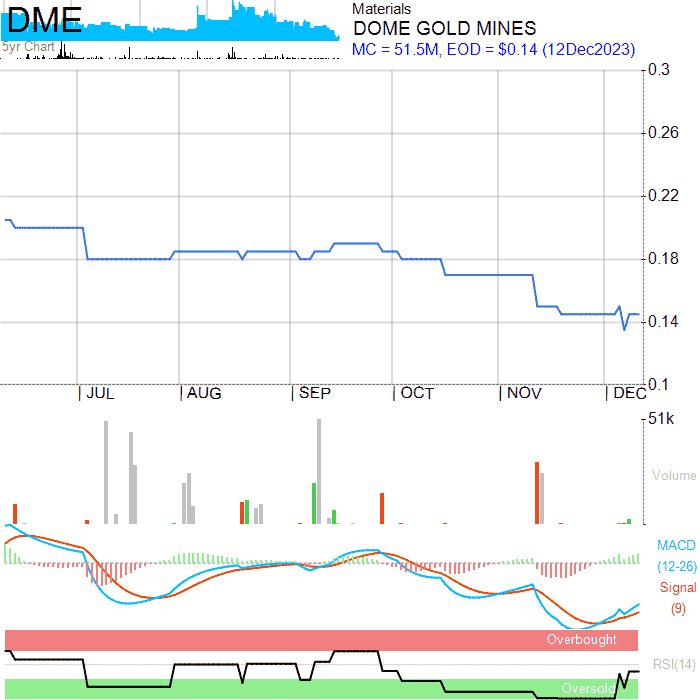 DME
5yr Chart
Materials
DOME GOLD MINES
MC = 51.5M, EOD = $0.14 (12Dec2023)
0.3
0.26
0.22
0.18
0.14
0.1
JUL
AUG
SEP
OCT
NOV
DEC
51k
Volume
MACD
(12-26)
Signal
(9)
Overbought
RSI(14)
Oversold